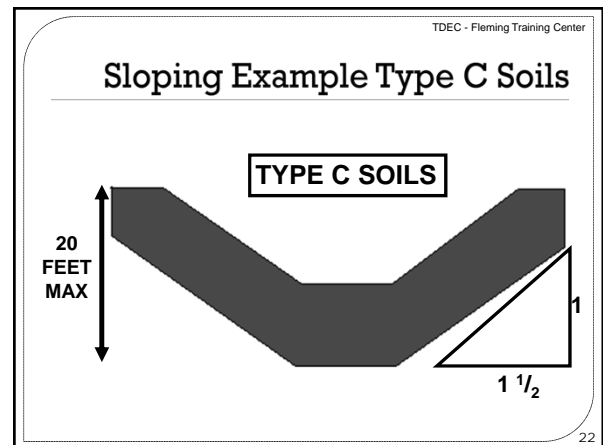 TDEC - Fleming Training Center
Sloping Example Type C Soils
TYPE C SOILS
20
FEET
MAX
1
1 1/2
22